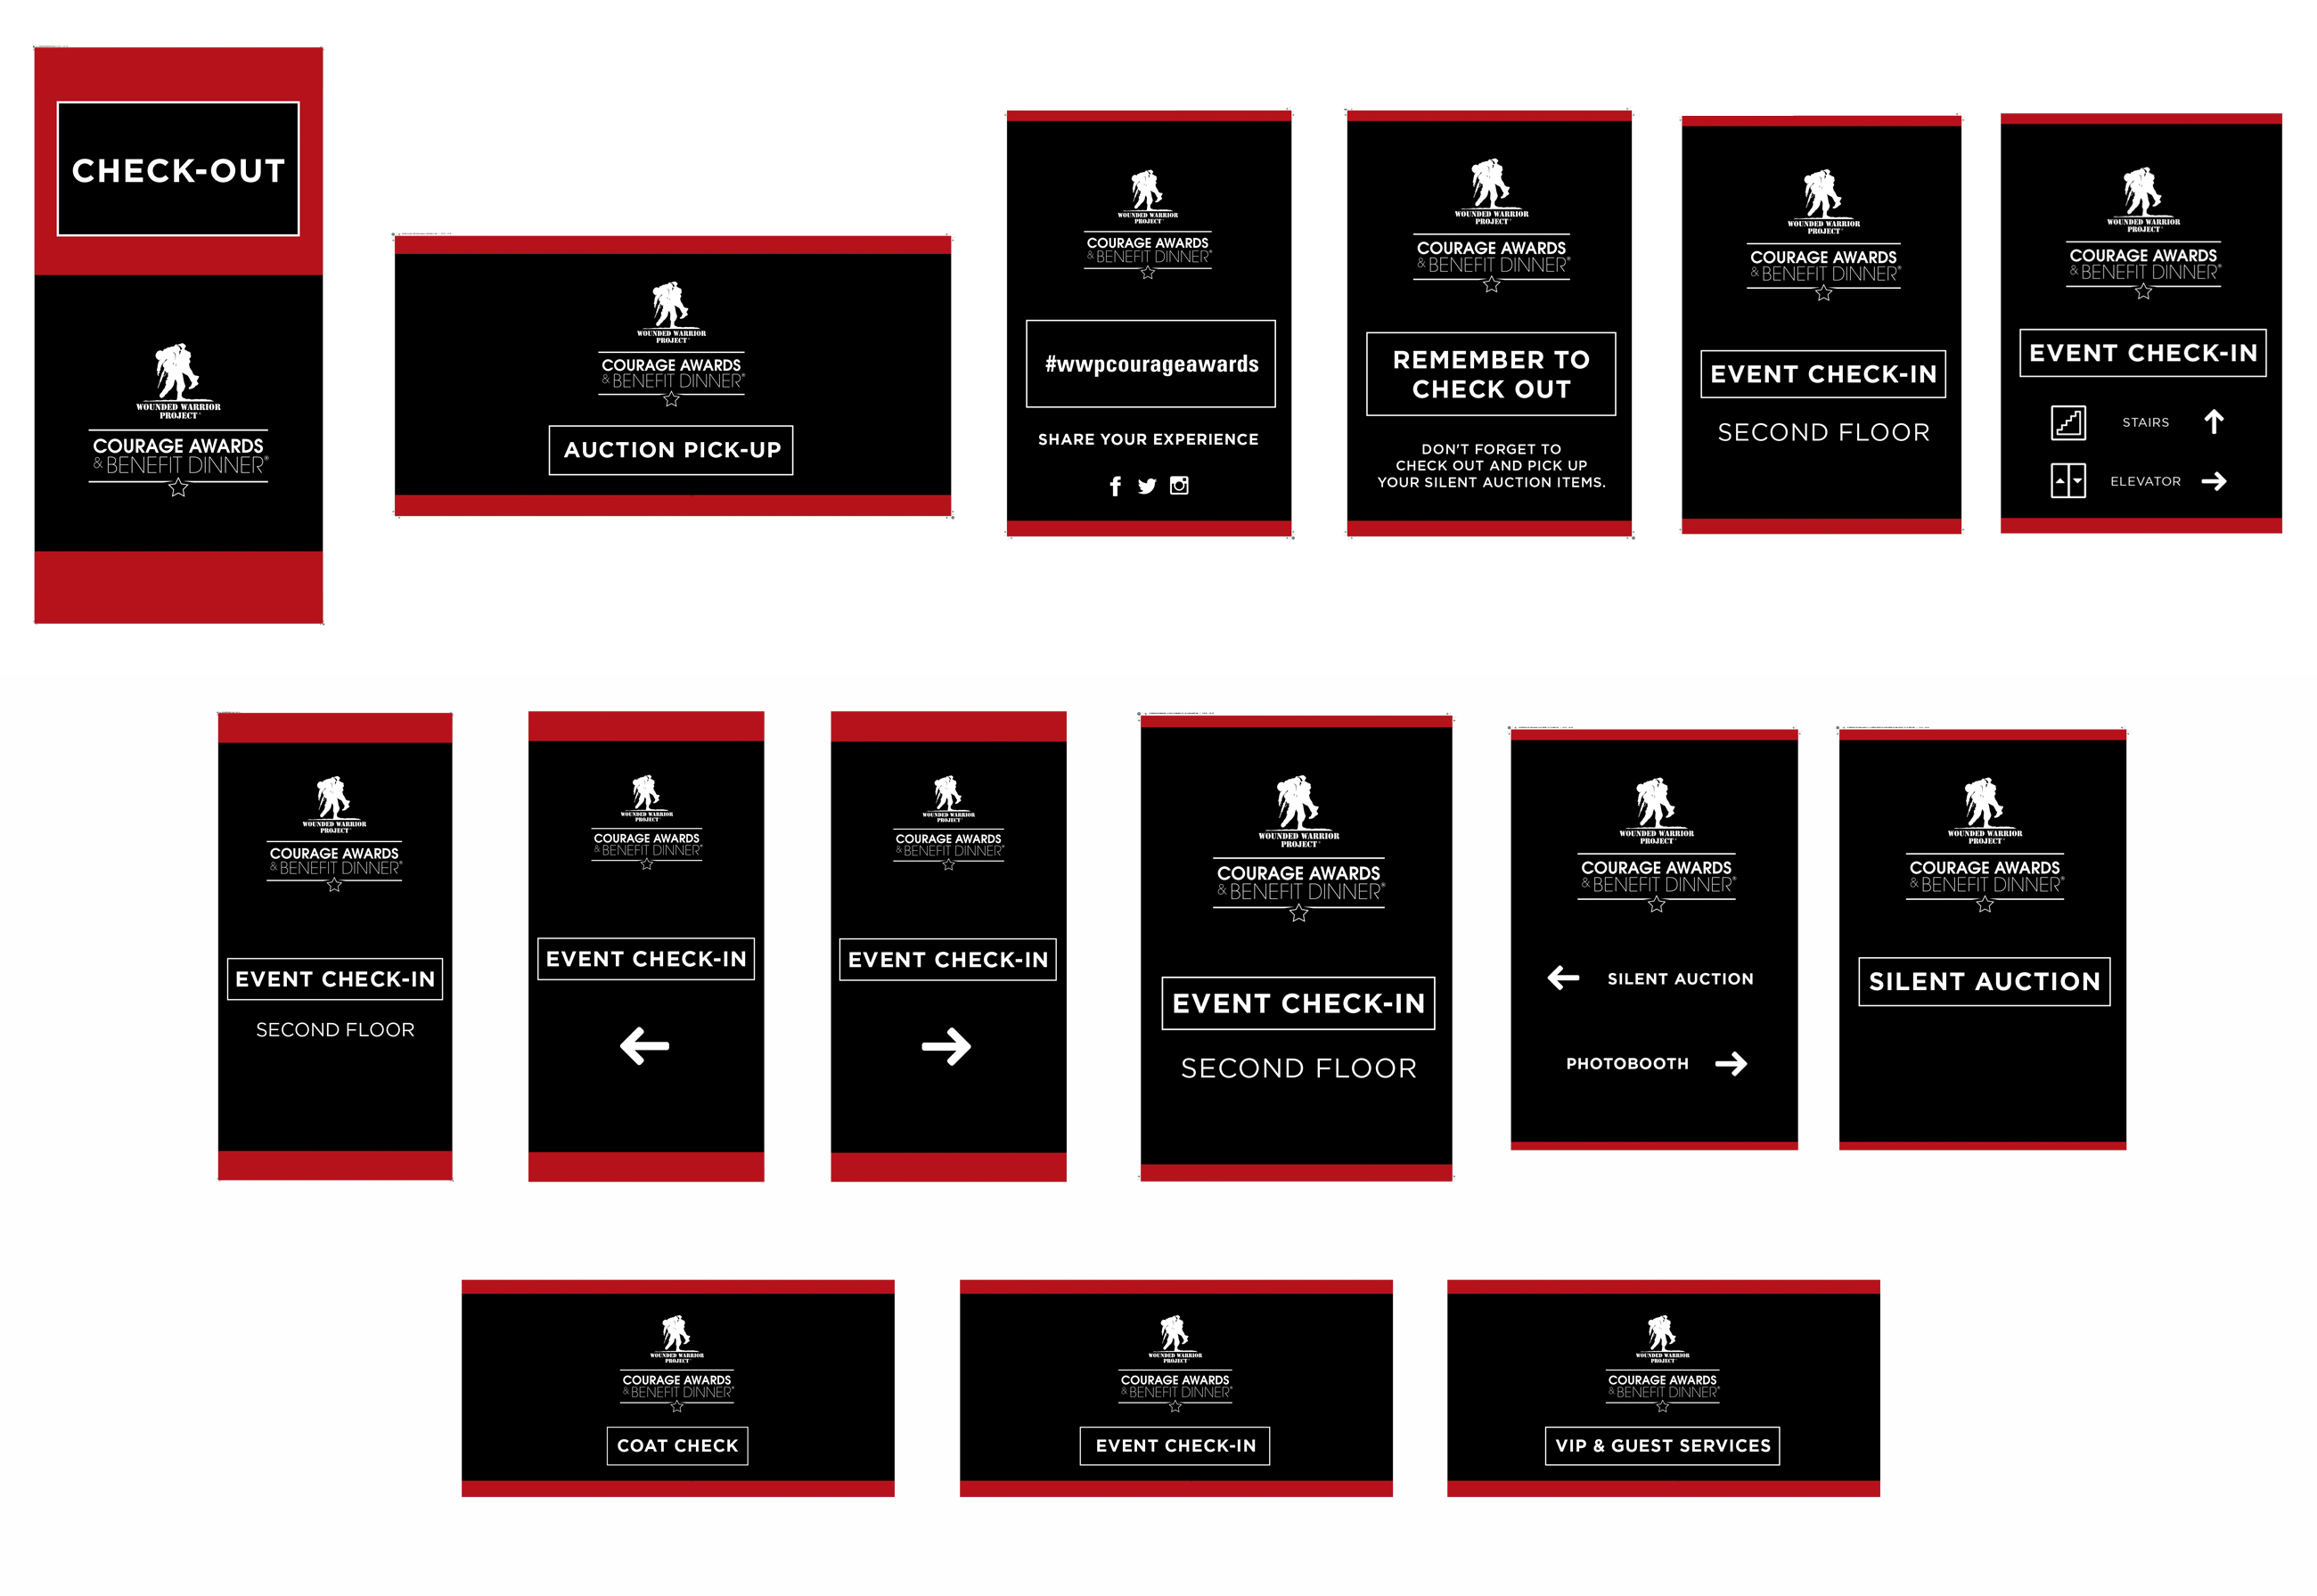 CHECK-OUT
WOUNDED WARRIOR
PROJECT®
COURAGE AWARDS
& BENEFIT DINNER®
WOUNDED WARRIOR
PROJECT®
COURAGE AWARDS
& BENEFIT DINNER®
AUCTION PICK-UP
WOUNDED WARRIOR
PROJECT®
COURAGE AWARDS
& BENEFIT DINNER®
#wwpcourageawards
SHARE YOUR EXPERIENCE
WOUNDED WARRIOR
PROJECT®
COURAGE AWARDS
& BENEFIT DINNER®
REMEMBER TO
CHECK OUT
DON'T FORGET TO
CHECK OUT AND PICK UP
YOUR SILENT AUCTION ITEMS.
WOUNDED WARRIOR
PROJECT®
COURAGE AWARDS
& BENEFIT DINNER®
EVENT CHECK-IN
SECOND FLOOR
WOUNDED WARRIOR
PROJECT®
COURAGE AWARDS
& BENEFIT DINNER®
EVENT CHECK-IN
STAIRS
ELEVATOR
WOUNDED WARRIOR
PROJECT®
COURAGE AWARDS
& BENEFIT DINNER®
EVENT CHECK-IN
SECOND FLOOR
WOUNDED WARRIOR
PROJECT®
COURAGE AWARDS
& BENEFIT DINNER®
EVENT CHECK-IN
WOUNDED WARRIOR
PROJECT®
COURAGE AWARDS
& BENEFIT DINNER®
EVENT CHECK-IN
WOUNDED WARRIOR
PROJECT®
COURAGE AWARDS
& BENEFIT DINNER®
EVENT CHECK-IN
SECOND FLOOR
WOUNDED WARRIOR
PROJECT®
COURAGE AWARDS
& BENEFIT DINNER®
SILENT AUCTION
PHOTOBOOTH
WOUNDED WARRIOR
PROJECT®
COURAGE AWARDS
& BENEFIT DINNER®
SILENT AUCTION
WOUNDED WARRIOR
PROJECT®
COURAGE AWARDS
& BENEFIT DINNER®
COAT CHECK
WOUNDED WARRIOR
PROJECT®
COURAGE AWARDS
& BENEFIT DINNER®
EVENT CHECK-IN
WOUNDED WARRIOR
PROJECT®
COURAGE AWARDS
& BENEFIT DINNER®
VIP & GUEST SERVICES